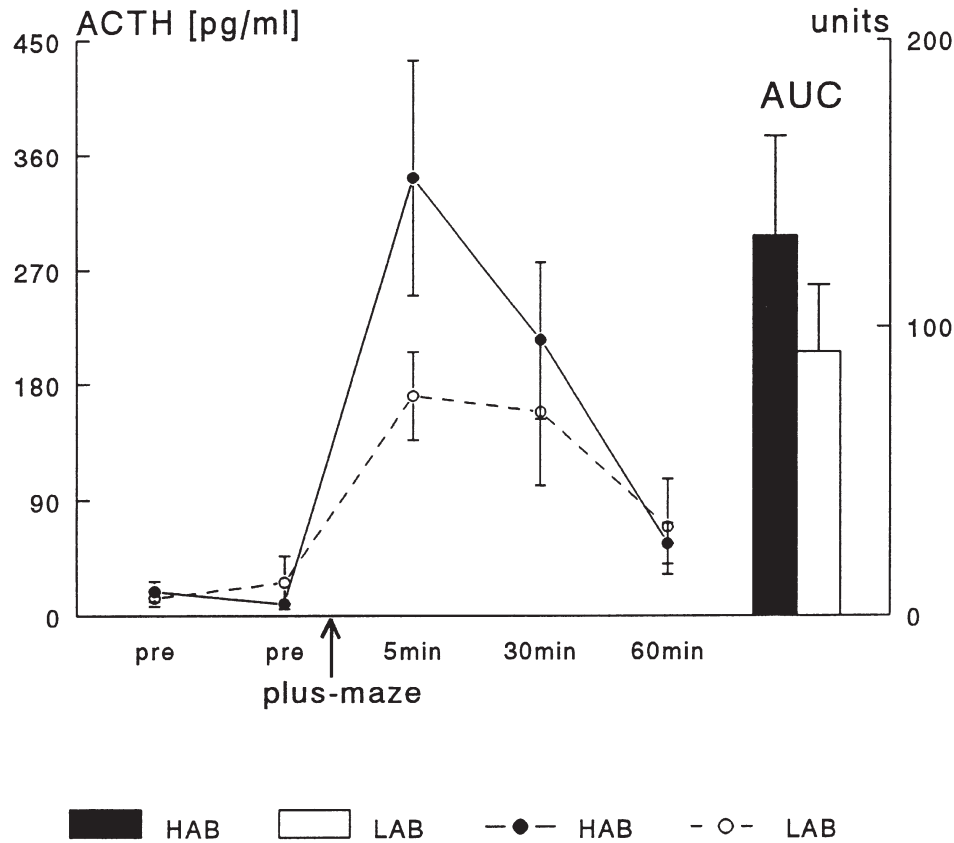 ACTH [pg/ml]
units
450
360
270
180
90
0
200
100
0
AUC
pre
pre
5min
30min
60min
plus-maze
HAB
LAB
HAB
LAB